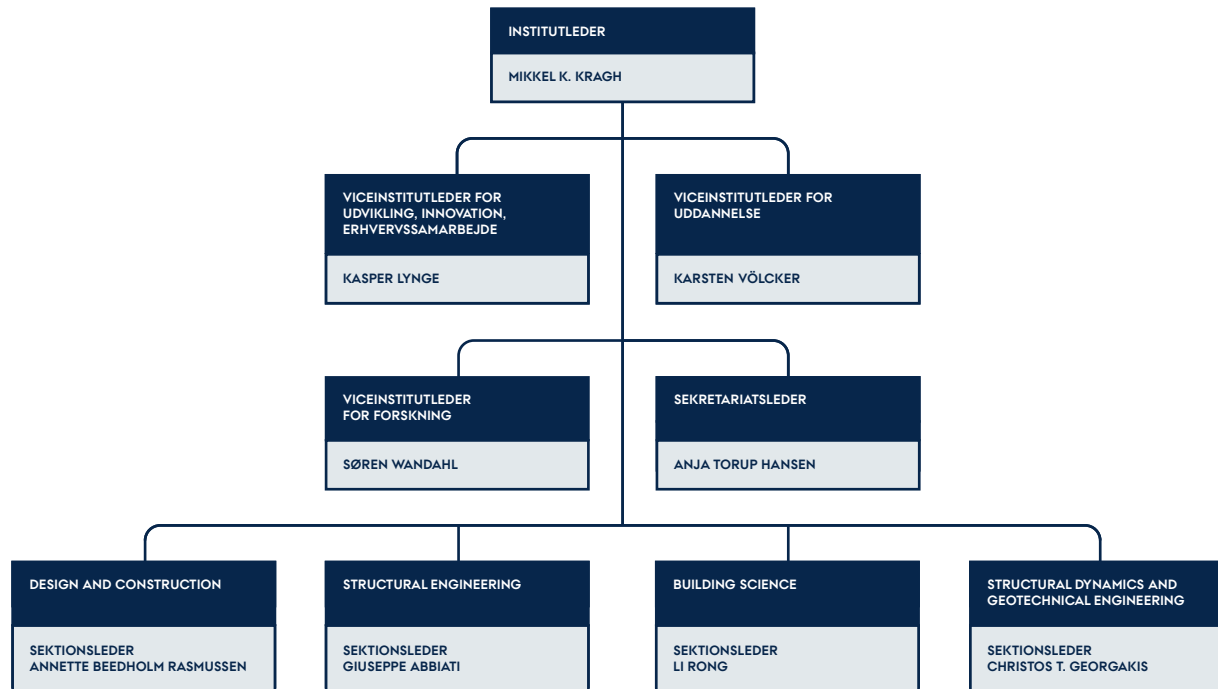 INSTITUTLEDER
MIKKEL K. KRAGH
VICEINSTITUTLEDER FOR
UDVIKLING, INNOVATION,
ERHVERVSSAMARBEJDE
KASPER LYNGE
VICEINSTITUTLEDER FOR
UDDANNELSE
KARSTEN VÖLCKER
VICEINSTITUTLEDER
FOR FORSKNING
SØREN WANDAHL
SEKRETARIATSLEDER
ANJA TORUP HANSEN
DESIGN AND CONSTRUCTION
SEKTIONSLEDER
ANNETTE BEEDHOLM RASMUSSEN
STRUCTURAL ENGINEERING
SEKTIONSLEDER
GIUSEPPE ABBIATI
BUILDING SCIENCE
SEKTIONSLEDER
LI RONG
STRUCTURAL DYNAMICS AND
GEOTECHNICAL ENGINEERING
SEKTIONSLEDER
CHRISTOS T. GEORGAKIS